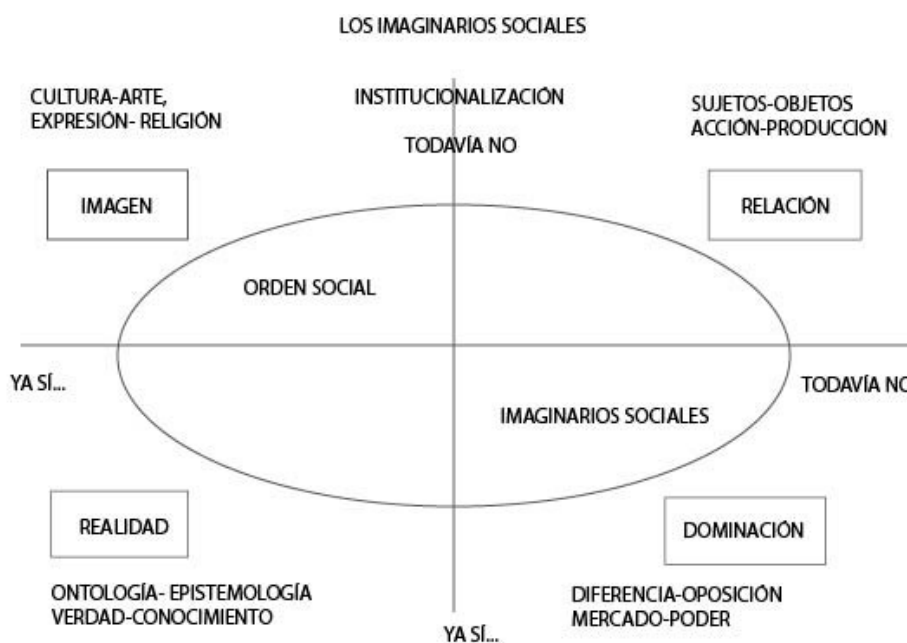 LOS IMAGINARIOS SOCIALES
CULTURA-ARTE,
EXPRESIÓN- RELIGIÓN
INSTITUCIONALIZACIÓN
TODAVÍA NO
SUJETOS-OBJETOS
ACCIÓN-PRODUCCIÓN
IMAGEN
RELACIÓN
ORDEN SOCIAL
YA SÍ...
TODAVÍA NO
IMAGINARIOS SOCIALES
REALIDAD
DOMINACIÓN
ONTOLOGÍA- EPISTEMOLOGÍA
VERDAD-CONOCIMIENTO
DIFERENCIA-OPOSICIÓN
MERCADO-PODER
YA SÍ...